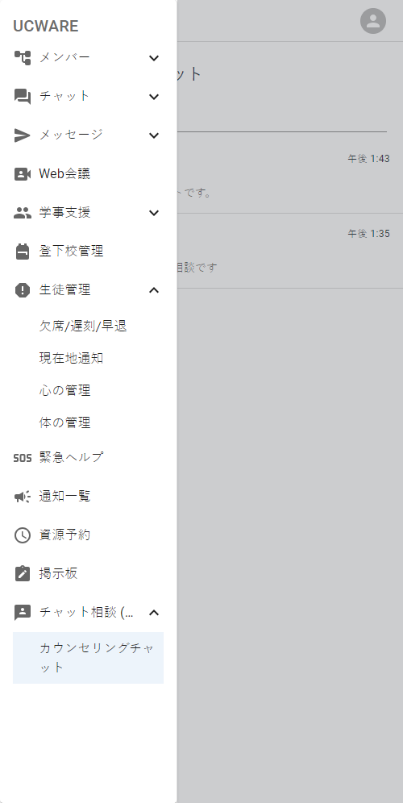 UCWARE
メンバー
チャット
メッセージ
Web会議
学事支援
登下校管理
生徒管理
欠席/遅刻/早退
現在地通知
心の管理
体の管理
SOS 緊急ヘルプ
通知一覧
資源予約
掲示板
チャット相談 (...
カウンセリングチャ
ット
ット
午後 1:43
トです。
午後 1:35
相談です